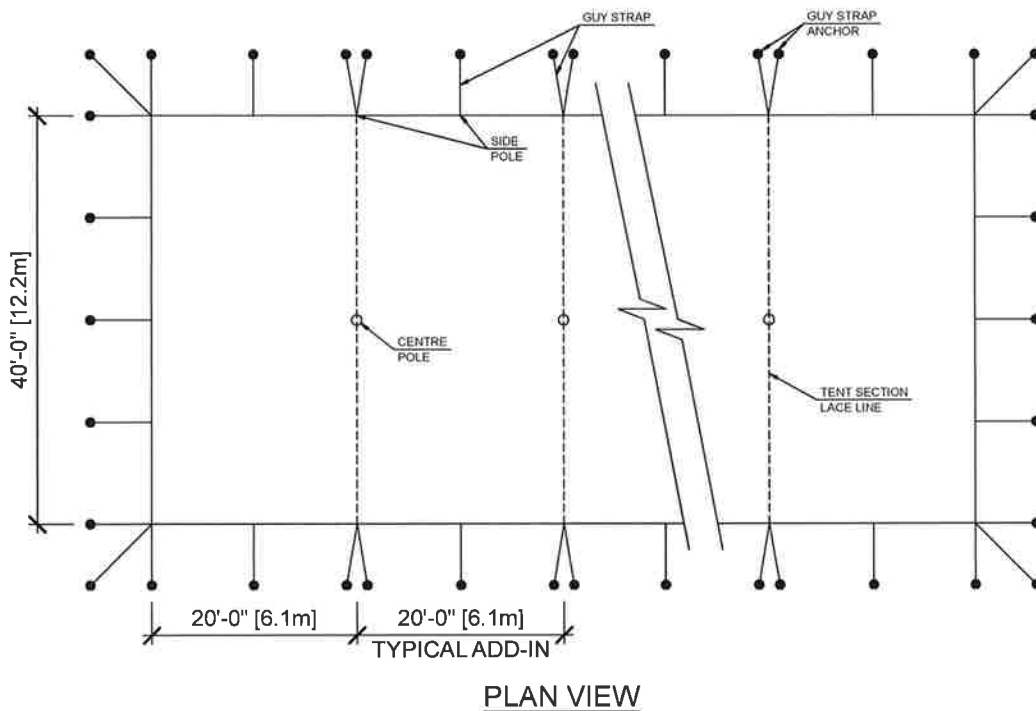 GUY STRAP
GUY STRAP
ANCHOR
SIDE
POLE
40'-0" [12.2m]
CENTRE
POLE
TENT SECTION
LACE LINE
20'-0" [6.1m]
20'-0" [6.1m]
TYPICAL ADD-IN
PLAN VIEW